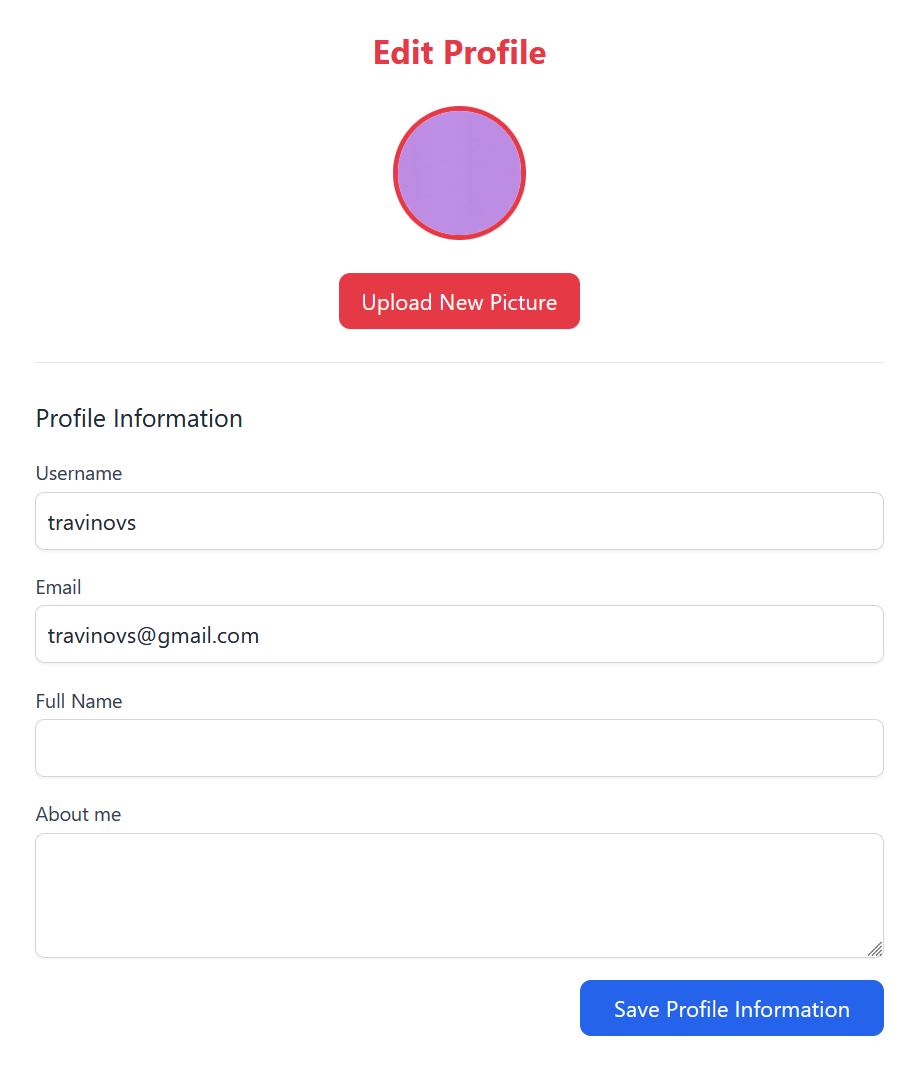 Edit Profile
Upload New Picture
Profile Information
Username
travinovs
Email
travinovs@gmail.com
Full Name
About me
Save Profile Information